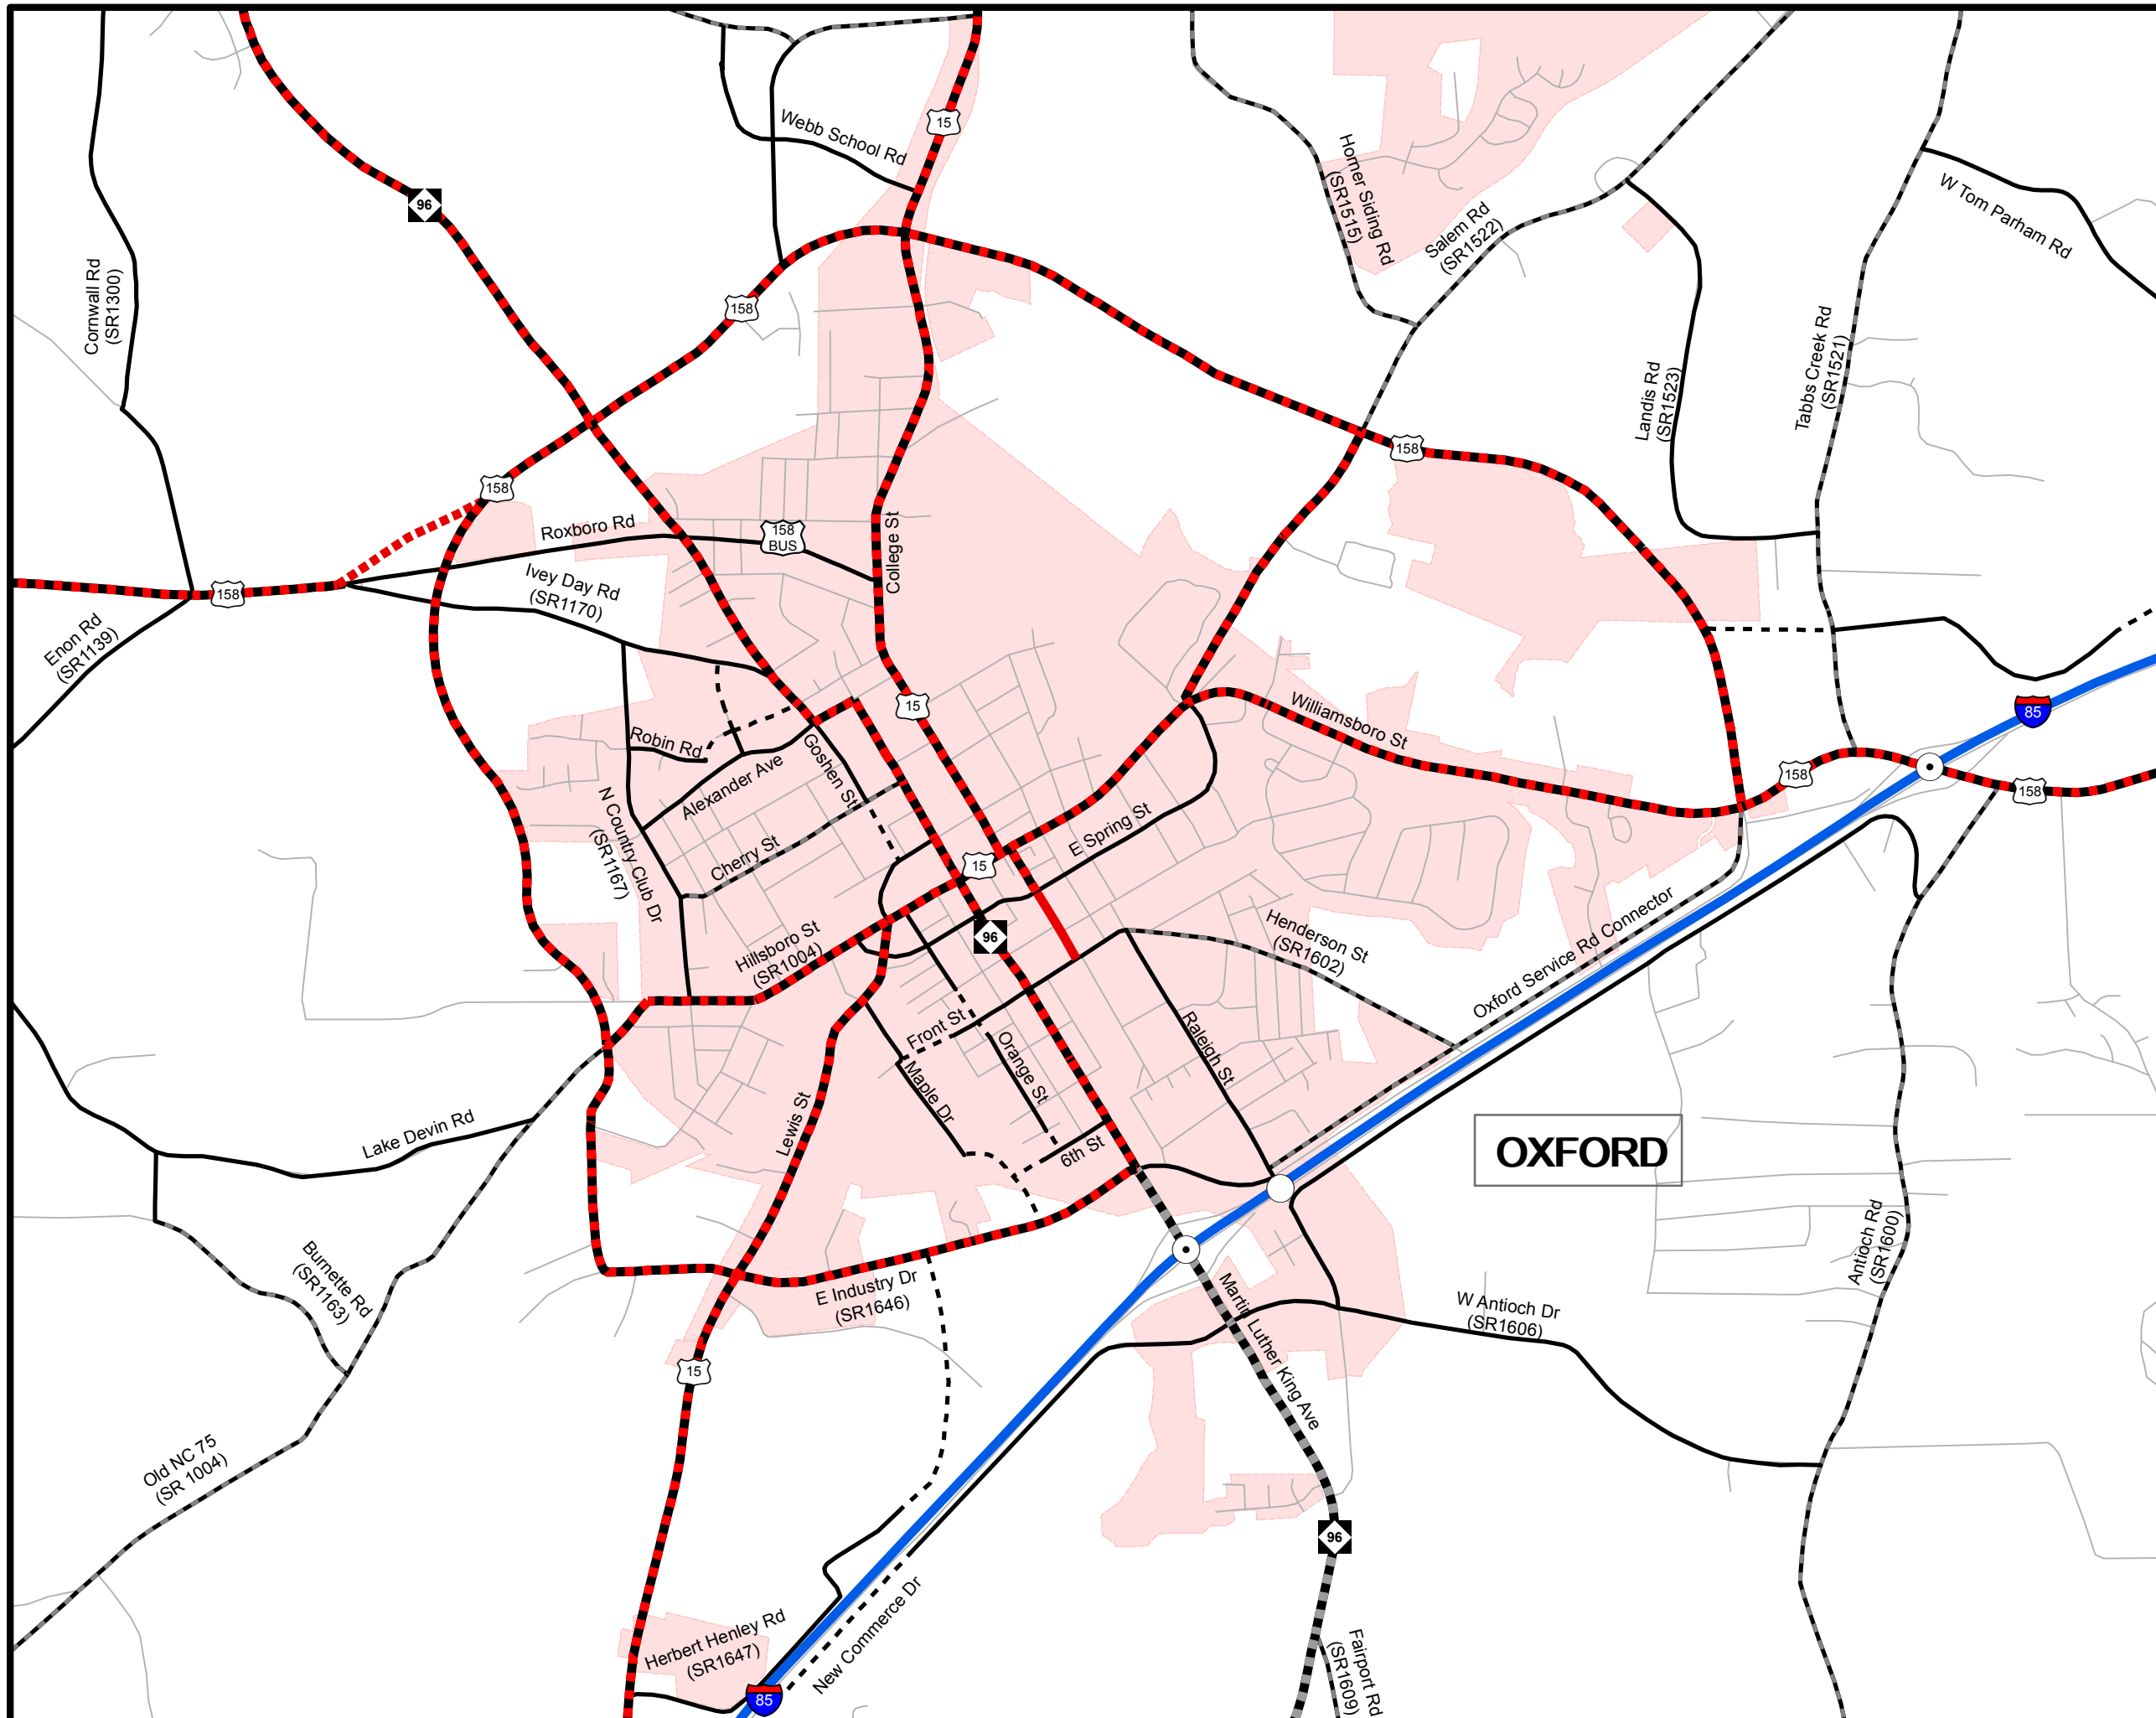 15
Webb School Rd
Horner Siding Rd
(SR1515)
Salem Rd
(SR1522)
W Tom Parham Rd
96
Cornwall Rd
(SR1300)
158
Landis Rd
(SR1523)
Tabbs Creek Rd
(SR1521)
158
158
Roxboro Rd
158
BUS
College St
Ivey Day Rd
(SR1170)
158
Enon Rd
(SR1139)
15
Williamsboro St
85
158
158
Robin Rd
Goshen St
Alexander Ave
N Country Club Dr
(SR1167)
Cherry St
E Spring St
15
96
Hillsboro St
(SR1004)
Henderson St
(SR1602)
Oxford Service Rd Connector
Front St
Orange St
Raleigh St
Maple Dr
Lewis St
6th St
Lake Devin Rd
OXFORD
Burnette Rd
(SR1163)
Antioch Rd
(SR1600)
E Industry Dr
(SR1646)
Martin Luther King Ave
W Antioch Dr
(SR1606)
15
Old NC 75
(SR 1004)
96
New Commerce Dr
Herbert Henley Rd
(SR1647)
Fairport Rd
(SR1609)
85